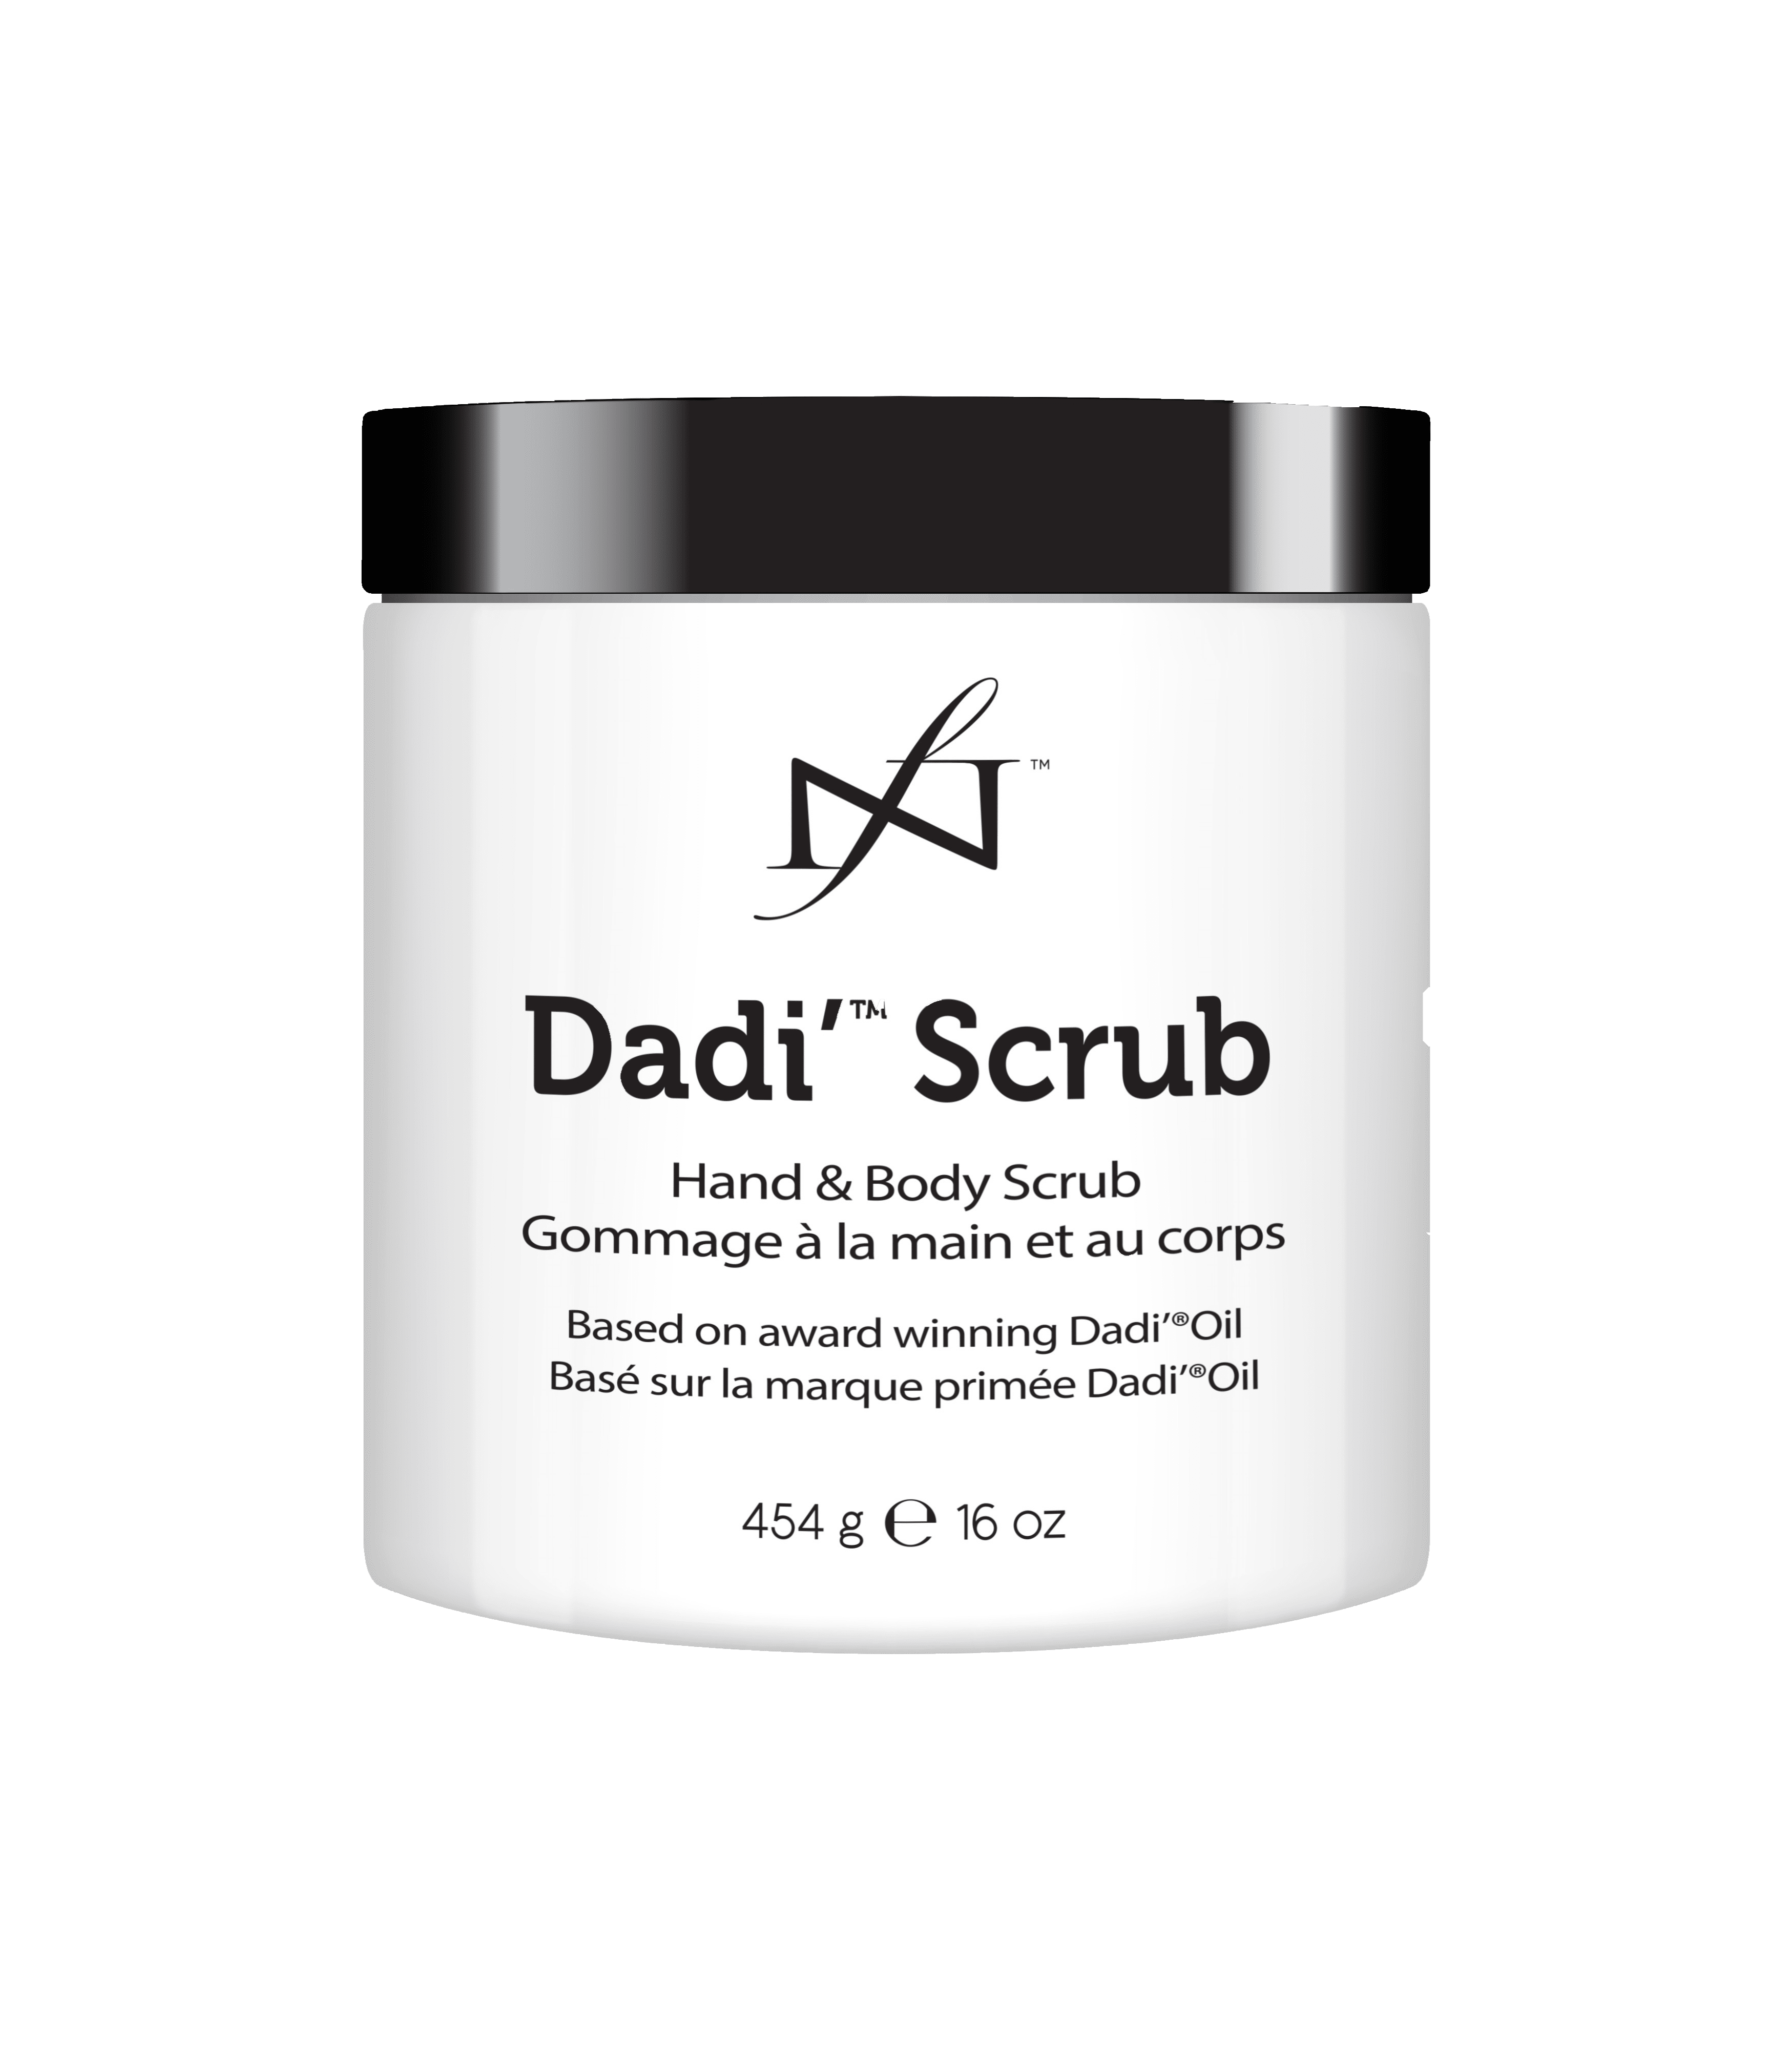 ™
Dadi'™ Scrub
Hand & Body Scrub
Gommage à la main et au corps
Based on award winning Dadi'®Oil
Basé sur la marque primée Dadi'®Oil
454 g ℮ 16 oz